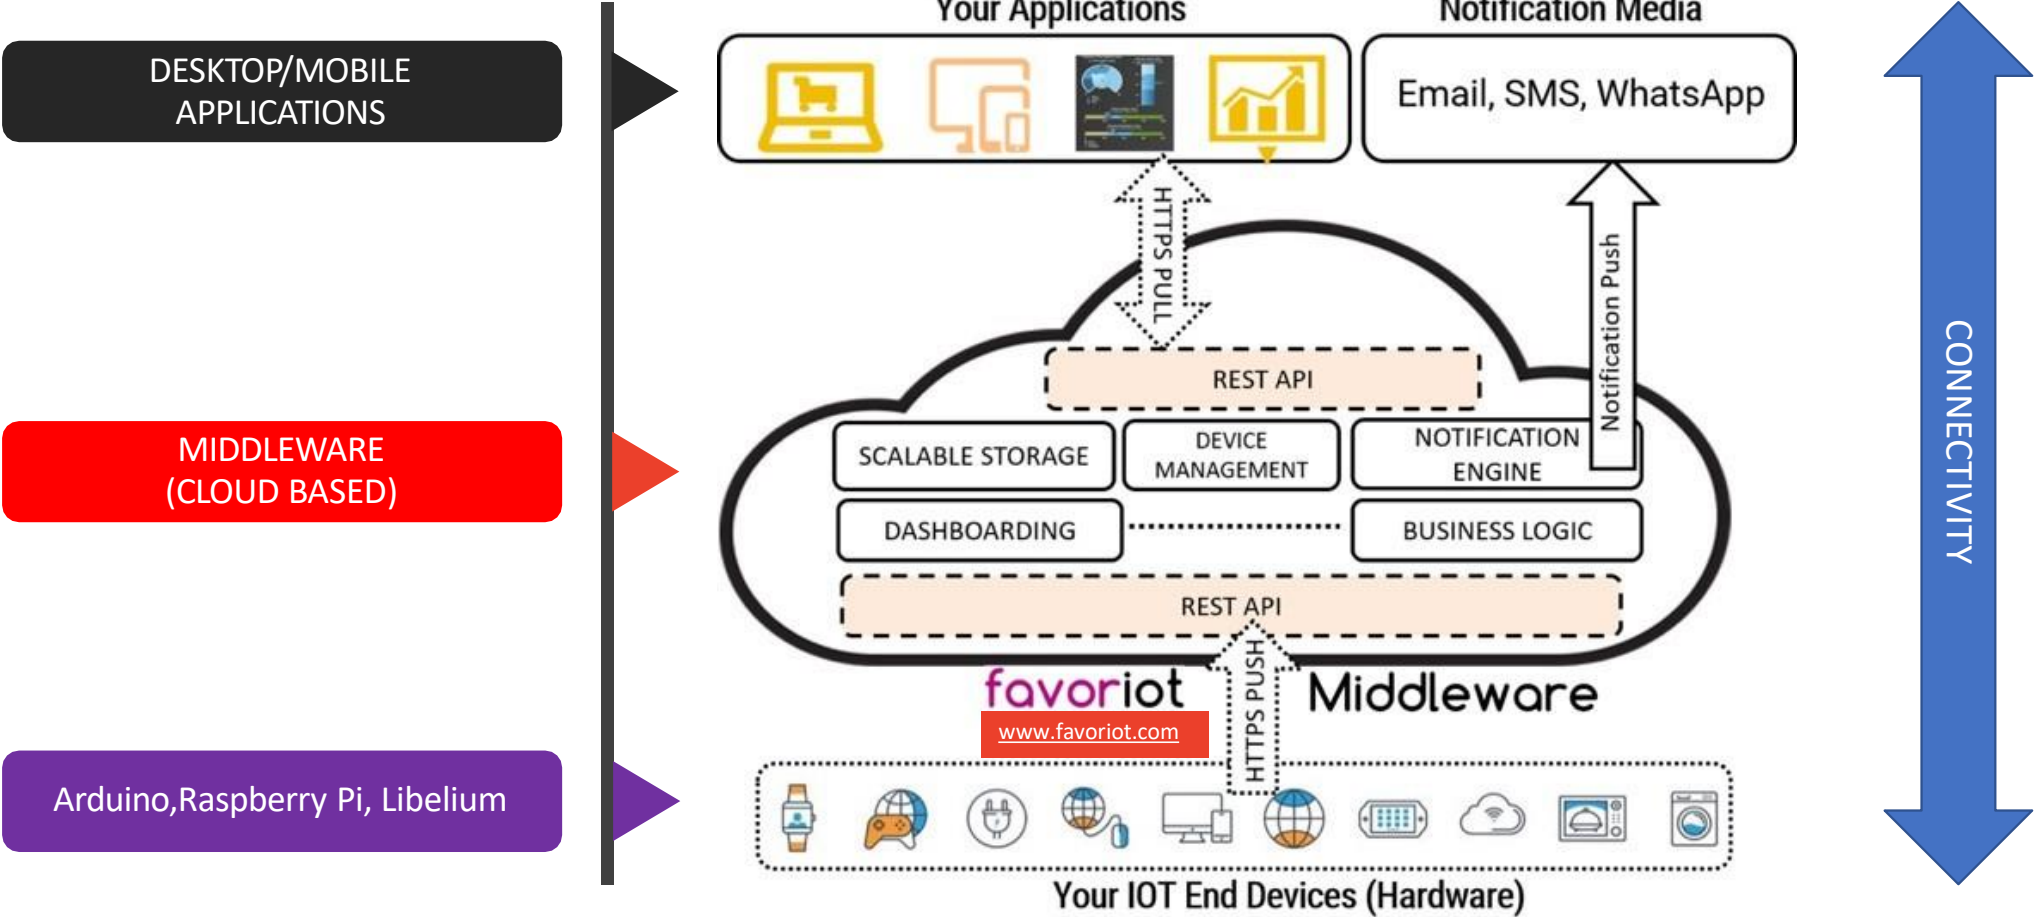 Your Applications
Notification Media
DESKTOP/MOBILE
APPLICATIONS
Email, SMS, WhatsApp
HTTPS PULL
Notification Push
REST API
MIDDLEWARE
(CLOUD BASED)
SCALABLE STORAGE
DEVICE
MANAGEMENT
NOTIFICATION
ENGINE
DASHBOARDING
BUSINESS LOGIC
REST API
CONNECTIVITY
favoriot
Middleware
www.favoriot.com
HTTPS PUSH
Arduino,Raspberry Pi, Libelium
Your IOT End Devices (Hardware)